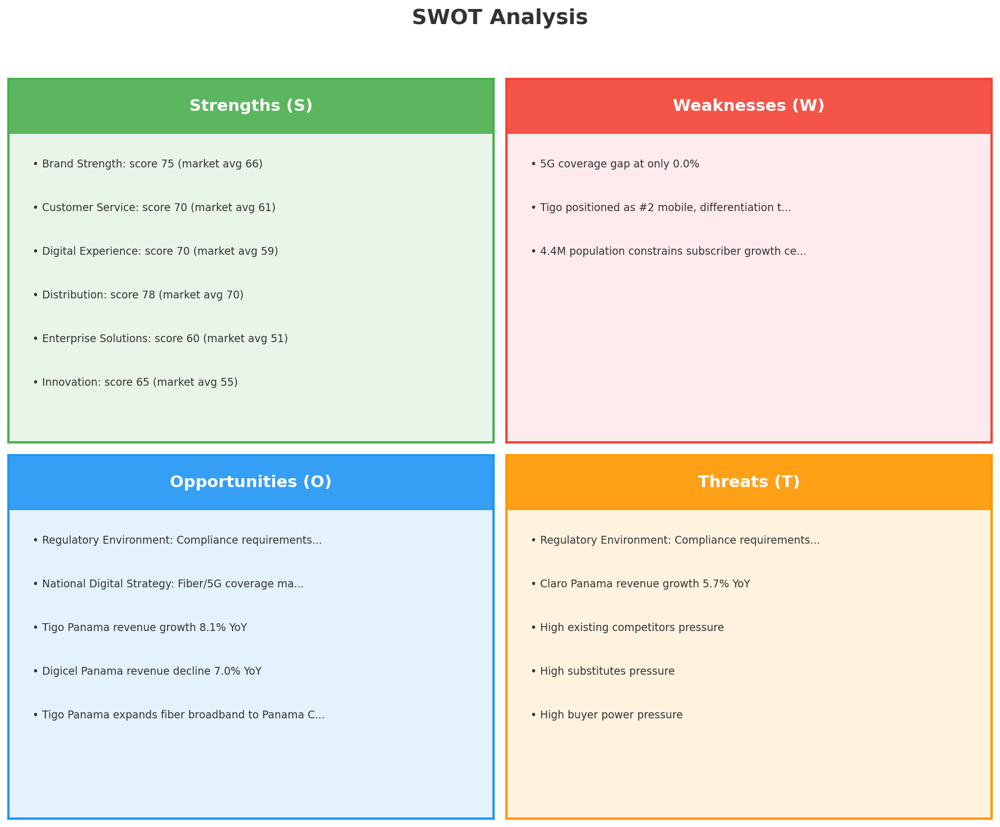 SWOT Analysis
Strengths (S)
• Brand Strength: score 75 (market avg 66)
• Customer Service: score 70 (market avg 61)
• Digital Experience: score 70 (market avg 59)
• Distribution: score 78 (market avg 70)
• Enterprise Solutions: score 60 (market avg 51)
• Innovation: score 65 (market avg 55)
Weaknesses (W)
• 5G coverage gap at only 0.0%
• Tigo positioned as #2 mobile, differentiation t...
• 4.4M population constrains subscriber growth ce...
Opportunities (O)
• Regulatory Environment: Compliance requirements...
• National Digital Strategy: Fiber/5G coverage ma...
• Tigo Panama revenue growth 8.1% YoY
• Digicel Panama revenue decline 7.0% YoY
• Tigo Panama expands fiber broadband to Panama C...
Threats (T)
• Regulatory Environment: Compliance requirements...
• Claro Panama revenue growth 5.7% YoY
• High existing competitors pressure
• High substitutes pressure
• High buyer power pressure